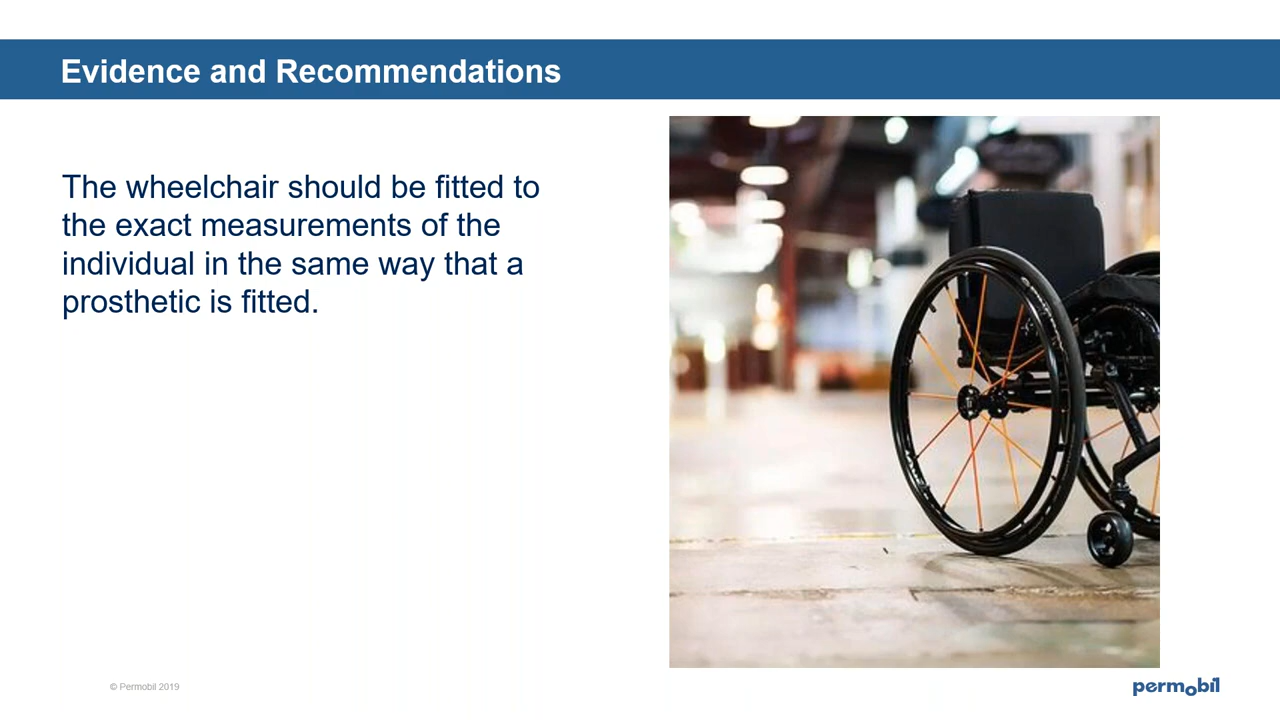 Evidence and Recommendations
The wheelchair should be fitted to
the exact measurements of the
individual in the same way that a
prosthetic is fitted.
© Permobil 2019
permobil